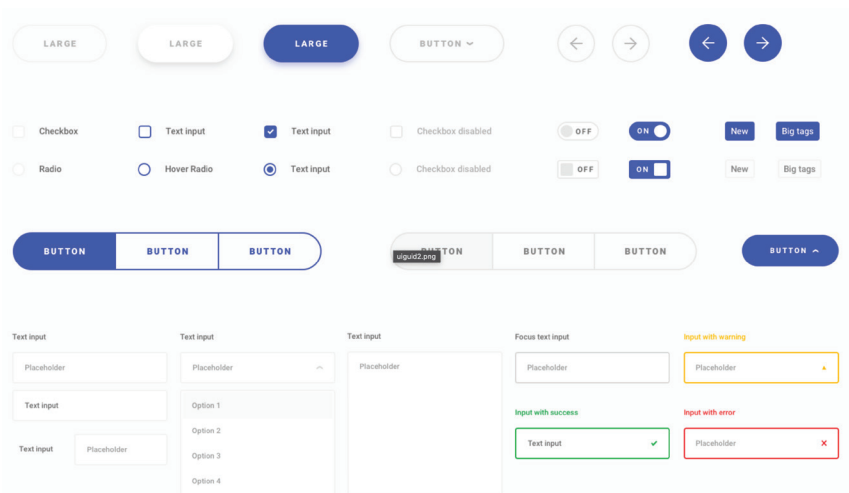 LARGE
LARGE
LARGE
BUTTON
Checkbox
Text input
Text input
Checkbox disabled
OFF
ON
New
Big tags
Radio
Hover Radio
Text input
Checkbox disabled
OFF
ON
New
Big tags
BUTTON
BUTTON
BUTTON
BUTTON
uiguid2.png
BUTTON
BUTTON
BUTTON
Text input
Text input
Text input
Focus text input
Input with warning
Placeholder
Placeholder
Placeholder
Placeholder
Placeholder
Text input
Option 1
Input with success
Input with error
Option 2
Text input
Placeholder
Text input
Placeholder
Option 3
Option 4